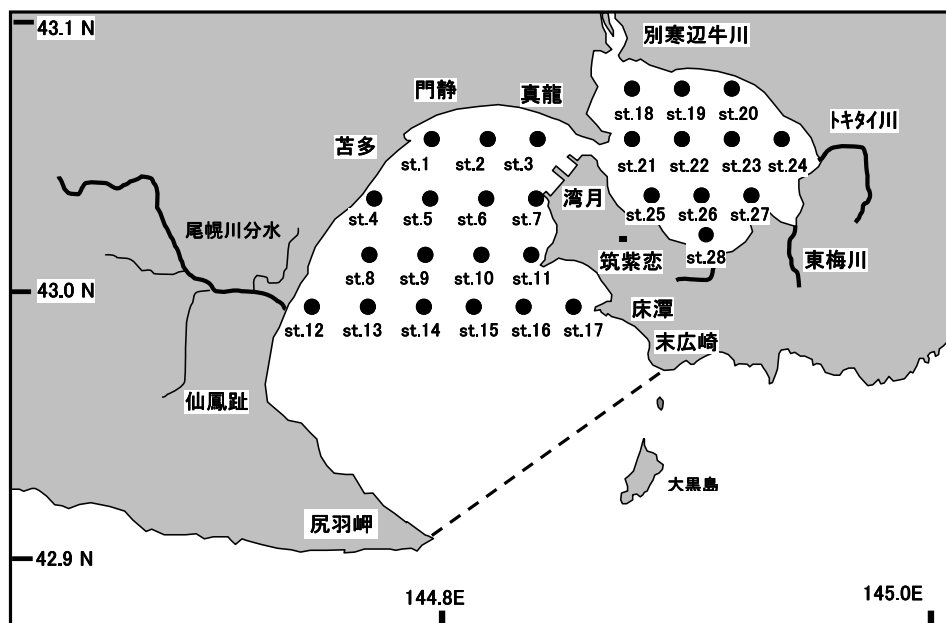 43.1 N
別寒辺牛川
門静
真龍
st.18
st.19
st.20
ﾄｷﾀｲ川
苫多
st.1
st.2
st.3
st.21
st.22
st.23
st.24
湾月
st.4
st.5
st.6
st.7
st.25
st.26
st.27
尾幌川分水
筑紫恋
st.28
東梅川
st.8
st.9
st.10
st.11
43.0 N
床潭
st.12
st.13
st.14
st.15
st.16
st.17
末広崎
仙鳳趾
大黒島
尻羽岬
42.9 N
144.8E
145.0E